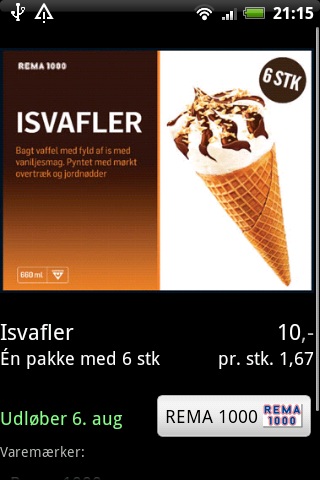 21:15
REMA 1000
6 STK
ISVAFLER
Bagt vaffel med fyld af is med
vaniljesmag. Pyntet med mørkt
overtræk og jordnødder
660 ml
Isvafler 10,-
Én pakke med 6 stk pr. stk. 1,67
Udløber 6. aug
REMA 1000 REMA
1000
Varemærker: